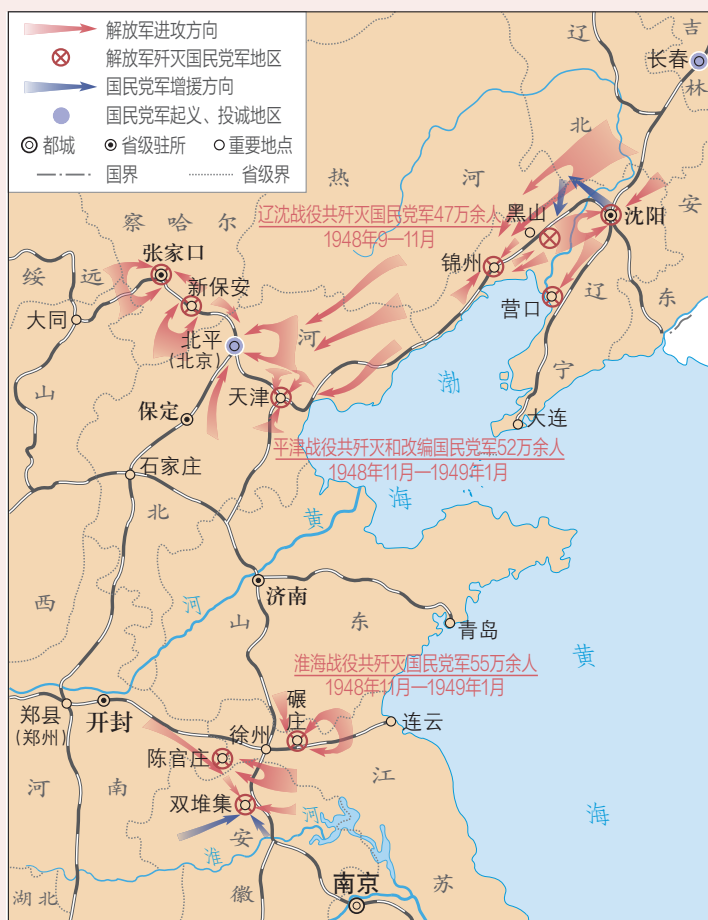 解放军进攻方向
解放军歼灭国民党军地区
国民党军增援方向
国民党军起义、投诚地区
都城 省级驻所 重要地点
国界 省级界
吉
林
长春
辽
北
安
东
热 河
察哈尔
辽沈战役共歼灭国民党军47万余人
1948年9—11月
黑山
沈阳
锦州
营口
辽
宁
大连
绥远
张家口
新保安
大同
北平
(北京)
河
天津
保定
渤
海
平津战役共歼灭和改编国民党军52万余人
1948年11月—1949年1月
山
西
石家庄
北
黄
河
济南
山 东
青岛
黄
海
淮海战役共歼灭国民党军55万余人
1948年11月—1949年1月
郑县
(郑州)
开封
碾
庄
徐州
连云
陈官庄
双堆集
河 南
江
苏
安
徽
淮
河
湖北
南京